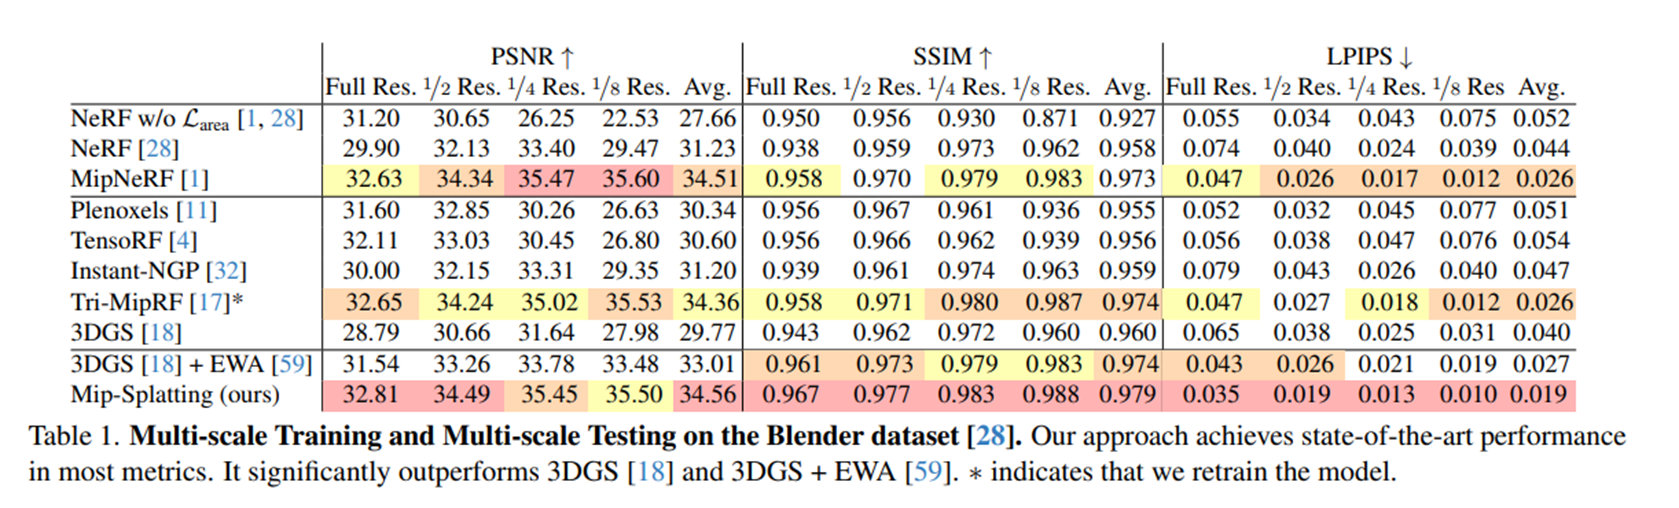 PSNR ↑ SSIM ↑ LPIPS ↓
Full Res. 1/2 Res. 1/4 Res. 1/8 Res. Avg. Full Res. 1/2 Res. 1/4 Res. 1/8 Res. Avg. Full Res. 1/2 Res. 1/4 Res. 1/8 Res Avg.
NeRF w/o ℒarea [1, 28] 31.20 30.65 26.25 22.53 27.66 0.950 0.956 0.930 0.871 0.927 0.055 0.034 0.043 0.075 0.052
NeRF [28] 29.90 32.13 33.40 29.47 31.23 0.938 0.959 0.973 0.962 0.958 0.074 0.040 0.024 0.039 0.044
MipNeRF [1] 32.63 34.34 35.47 35.60 34.51 0.958 0.970 0.979 0.983 0.973 0.047 0.026 0.017 0.012 0.026
Plenoxels [11] 31.60 32.85 30.26 26.63 30.34 0.956 0.967 0.961 0.936 0.955 0.052 0.032 0.045 0.077 0.051
TensoRF [4] 32.11 33.03 30.45 26.80 30.60 0.956 0.966 0.962 0.939 0.956 0.056 0.038 0.047 0.076 0.054
Instant-NGP [32] 30.00 32.15 33.31 29.35 31.20 0.939 0.961 0.974 0.963 0.959 0.079 0.043 0.026 0.040 0.047
Tri-MipRF [17]* 32.65 34.24 35.02 35.53 34.36 0.958 0.971 0.980 0.987 0.974 0.047 0.027 0.018 0.012 0.026
3DGS [18] 28.79 30.66 31.64 27.98 29.77 0.943 0.962 0.972 0.960 0.960 0.065 0.038 0.025 0.031 0.040
3DGS [18] + EWA [59] 31.54 33.26 33.78 33.48 33.01 0.961 0.973 0.979 0.983 0.974 0.043 0.026 0.021 0.019 0.027
Mip-Splatting (ours) 32.81 34.49 35.45 35.50 34.56 0.967 0.977 0.983 0.988 0.979 0.035 0.019 0.013 0.010 0.019
Table 1. Multi-scale Training and Multi-scale Testing on the Blender dataset [28]. Our approach achieves state-of-the-art performance
in most metrics. It significantly outperforms 3DGS [18] and 3DGS + EWA [59]. ∗ indicates that we retrain the model.